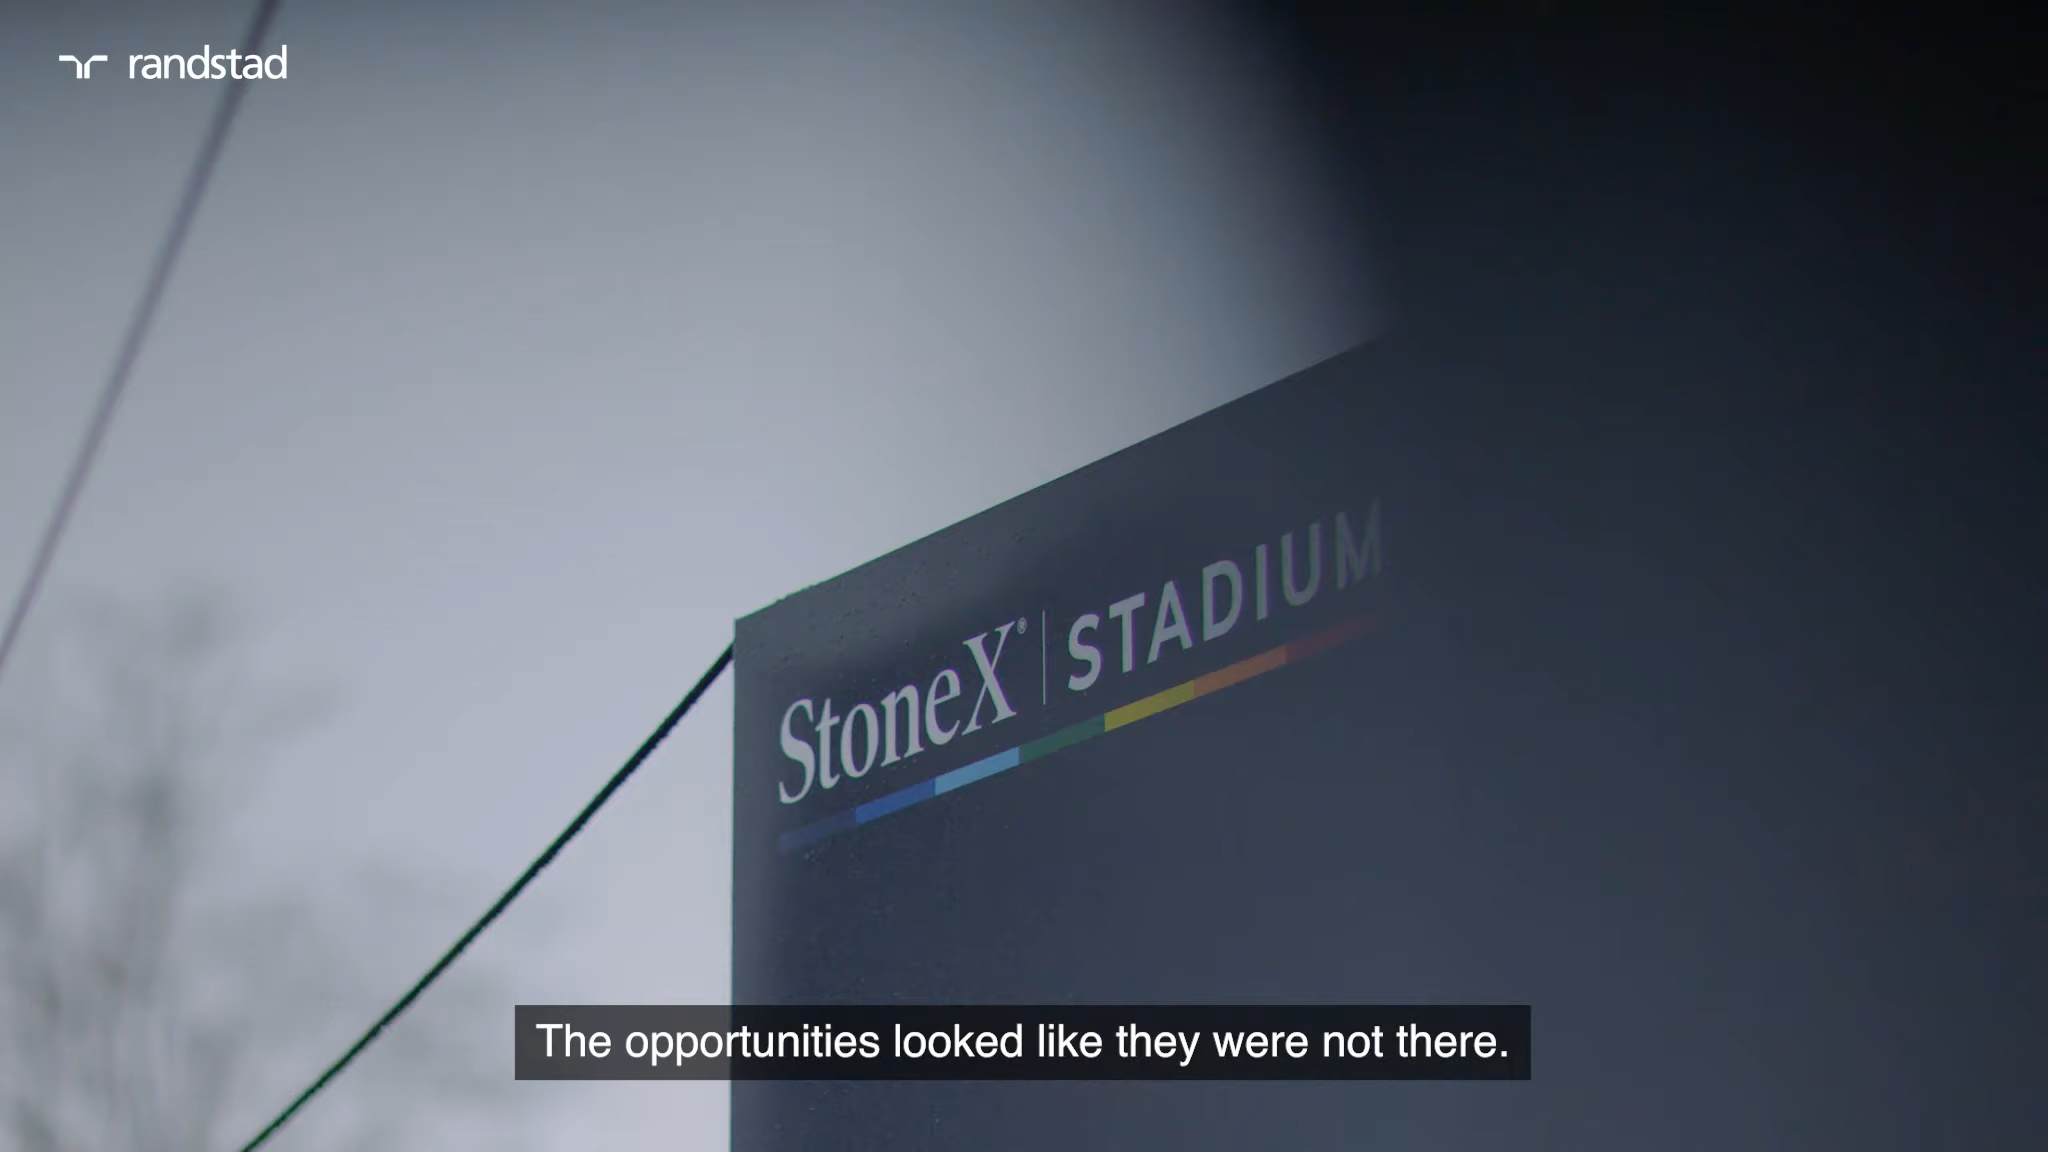 randstad
StoneX® | STADIUM
The opportunities looked like they were not there.